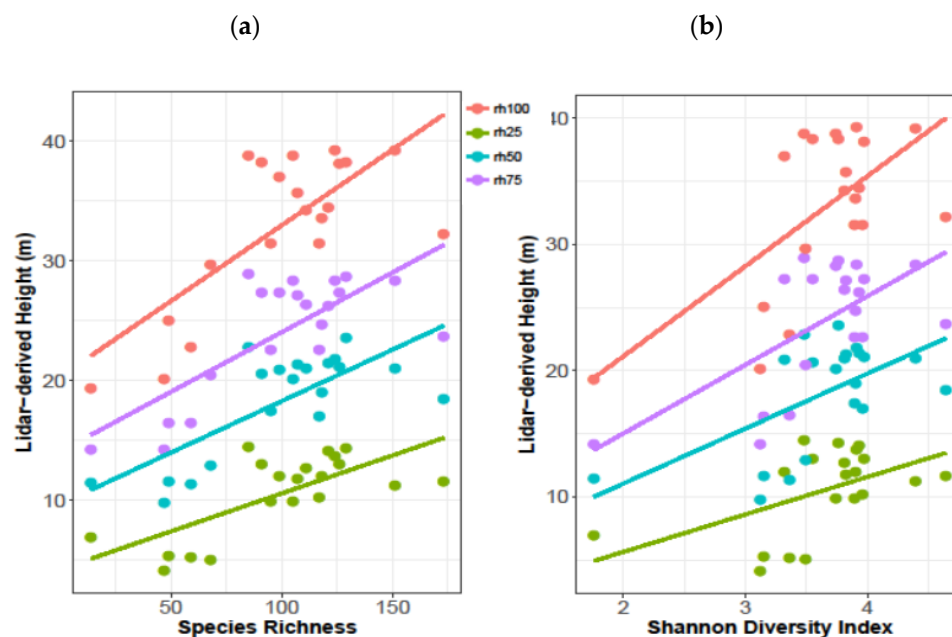 (a)
(b)
Lidar-derived Height (m)
40
30
20
10
50
100
150
Species Richness
rh100
rh25
rh50
rh75
Lidar-derived Height (m)
10
30
20
10
2
3
4
Shannon Diversity Index